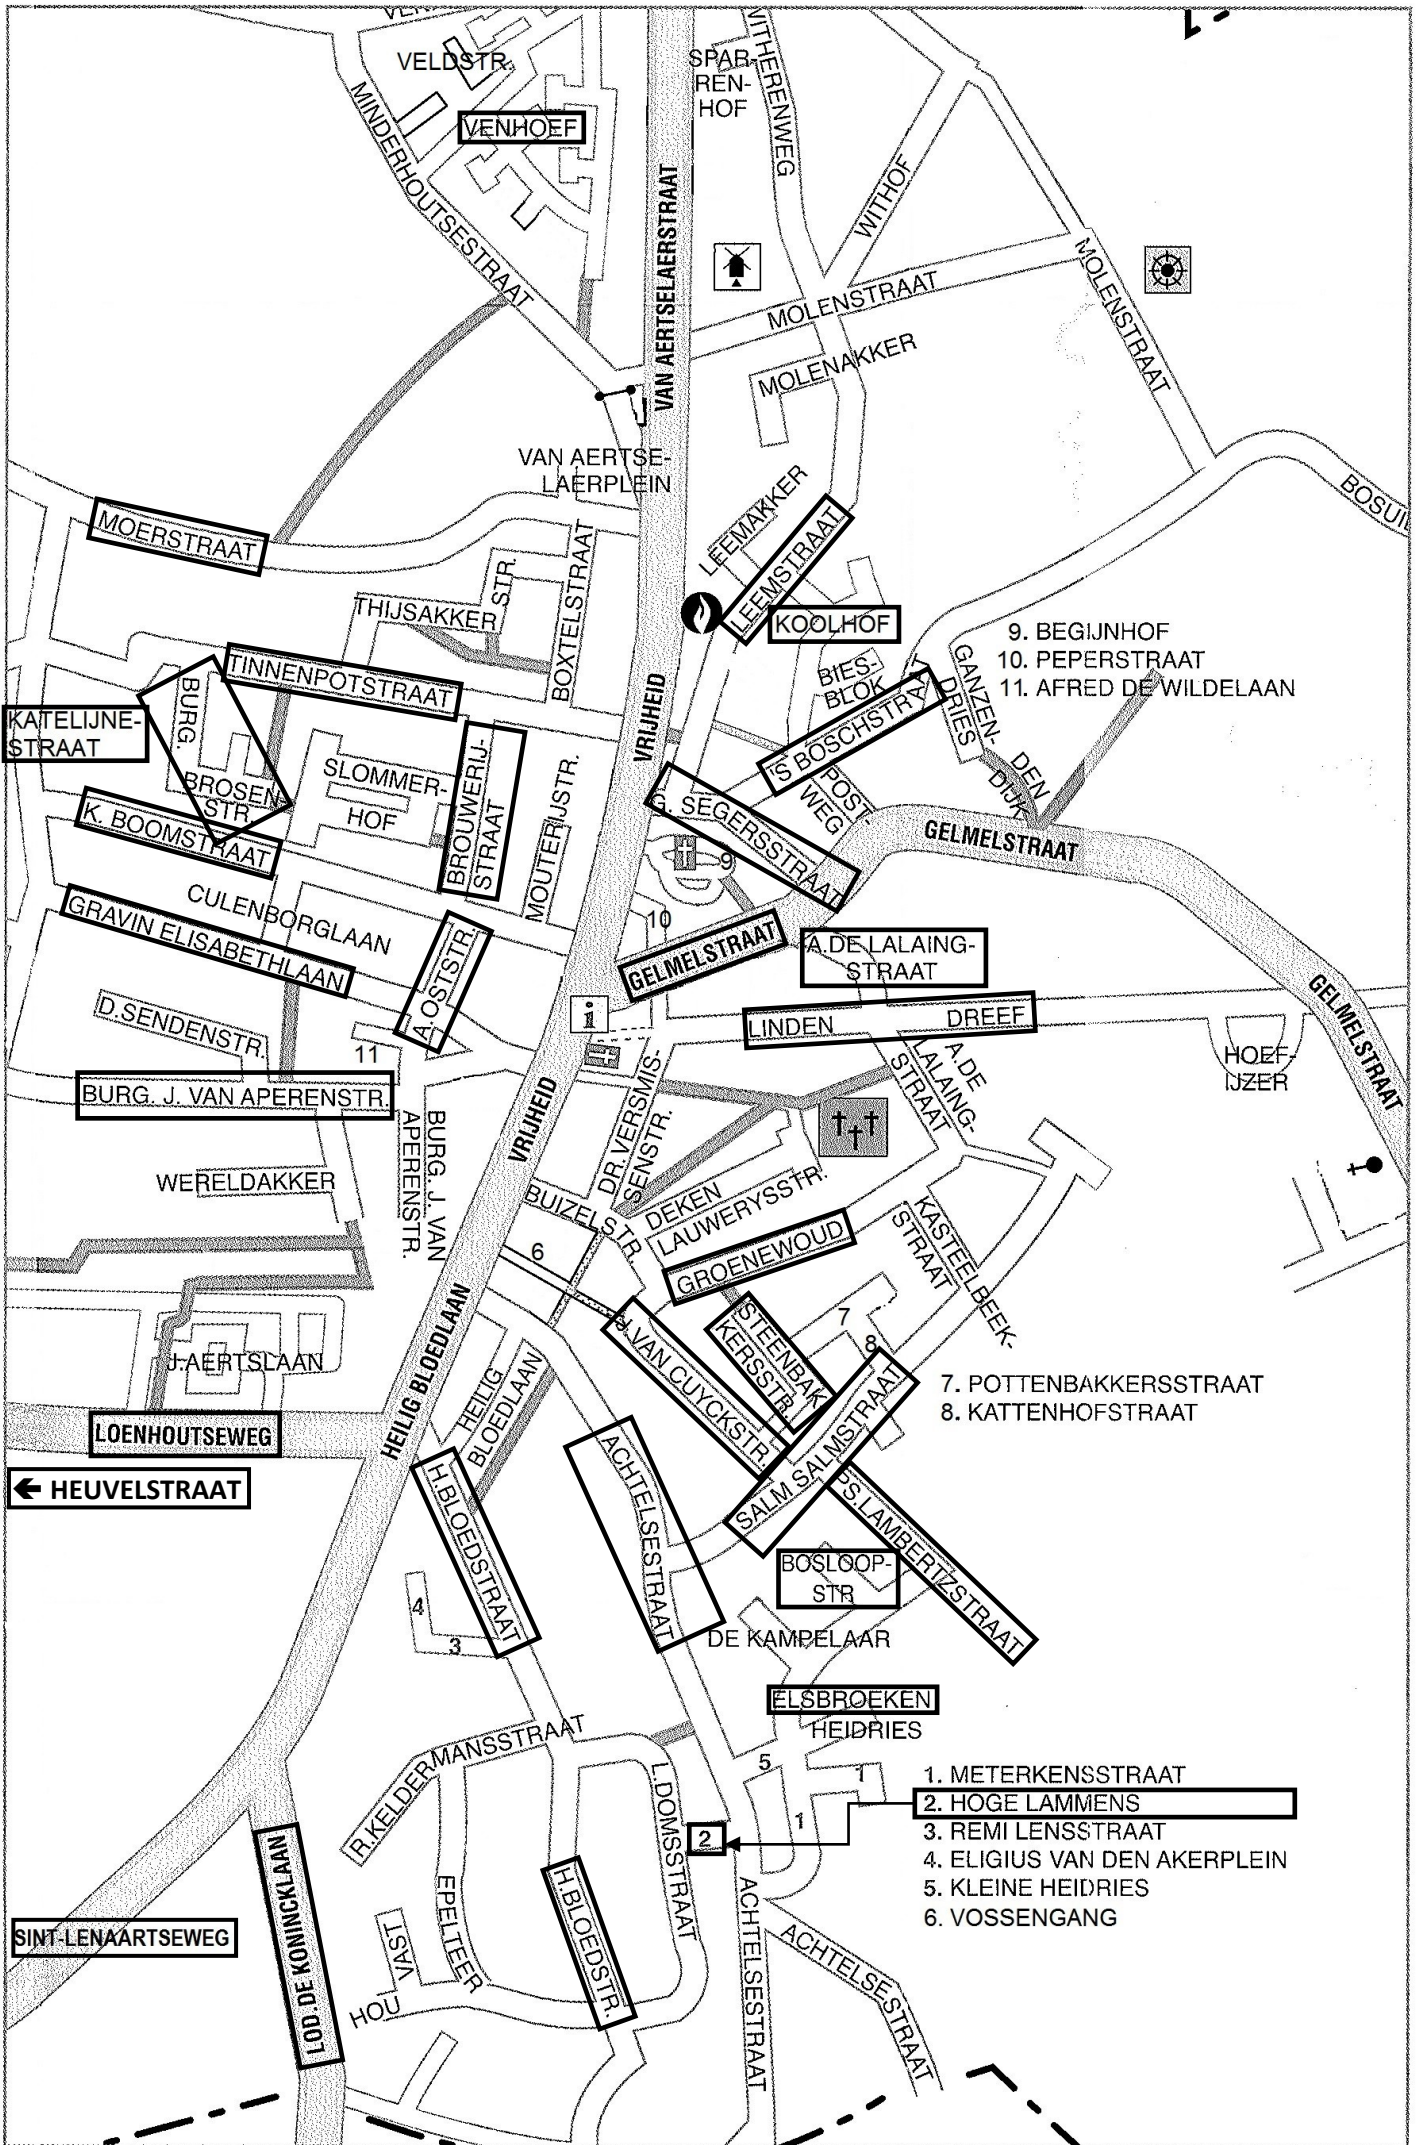 VELDSTR.
SPAR-
REN-
HOF
WITHERENWEG
MINDERHOUTSESTRAAT
VENHOEF
WITHOF
VAN AERTSELAERSTRAAT
MOLENSTRAAT
MOLENSTRAAT
MOLENAKKER
VAN AERTSE-
LAERPLEIN
LEEMAKKER
LEEMSTRAAT
MOERSTRAAT
STR.
THIJSAKKER
BOXTELSTRAAT
KOOLHOF
9. BEGIJNHOF
10. PEPERSTRAAT
11. AFRED DE WILDELAAN
TINNENPOTSTRAAT
BIES-
BLOK
GANZEN-
DRIES
DEN
DIJK
'S BOSCHSTRAAT
KATELIJNE-
STRAAT
BURG.
BROSEN
STR.
SLOMMER-
HOF
BROUWERIJ-
STRAAT
MOUTERIJSTR.
VRIJHEID
G. SEGERSSTRAAT
POST
WEG
K. BOOMSTRAAT
GELMELSTRAAT
9
10
CULENBORGLAAN
GRAVIN ELISABETHLAAN
A. OOTSTR.
GELMELSTRAAT
A.DE LALAING-
STRAAT
GELMELSTRAAT
D.SENDENSTR.
i
LINDEN DREEF
11
HOEF-
IJZER
BURG. J. VAN APERENSTR.
A.DE
LALAING-
STRAAT
DR.VERSMIS-
SENSTR.
VRIJHEID
BURG. J. VAN
APERENSTR.
WERELDAKKER
DEKEN
LAUWERYSSTR.
BUIZELSTR.
6
GROENEWOUD
KASTEELBEEK-
STRAAT
J.AERTSLAAN
HEILIG BLOEDLAAN
HEILIG
BLOEDLAAN
J.VAN CUYCKSTR.
STEENBAK
KERSSTR.
7
8
SALM SALMSTRAAT
7. POTTENBAKKERSSTRAAT
8. KATTENHOFSTRAAT
LOENHOUTSEWEG
HEUVELSTRAAT
H.BLOEDSTRAAT
ACHTELSESTRAAT
P.S.LAMBERTZSTRAAT
BOSLOOP-
STR
4
3
DE KAMPELAAR
ELSBROEKEN
HEIDRIES
R.KELDERMANSSTRAAT
L.DOMSSTRAAT
5
1
1
2
1. METERKENSSTRAAT
2. HOGE LAMMENS
3. REMI LENSSTRAAT
4. ELIGIUS VAN DEN AKERPLEIN
5. KLEINE HEIDRIES
6. VOSSENGANG
SINT-LENAARTSEWEG
LOD.DE KONINCKLAAN
EPELTEER
VAST
HOU
H.BLOEDSTR.
ACHTELSESTRAAT
ACHTELSESTRAAT